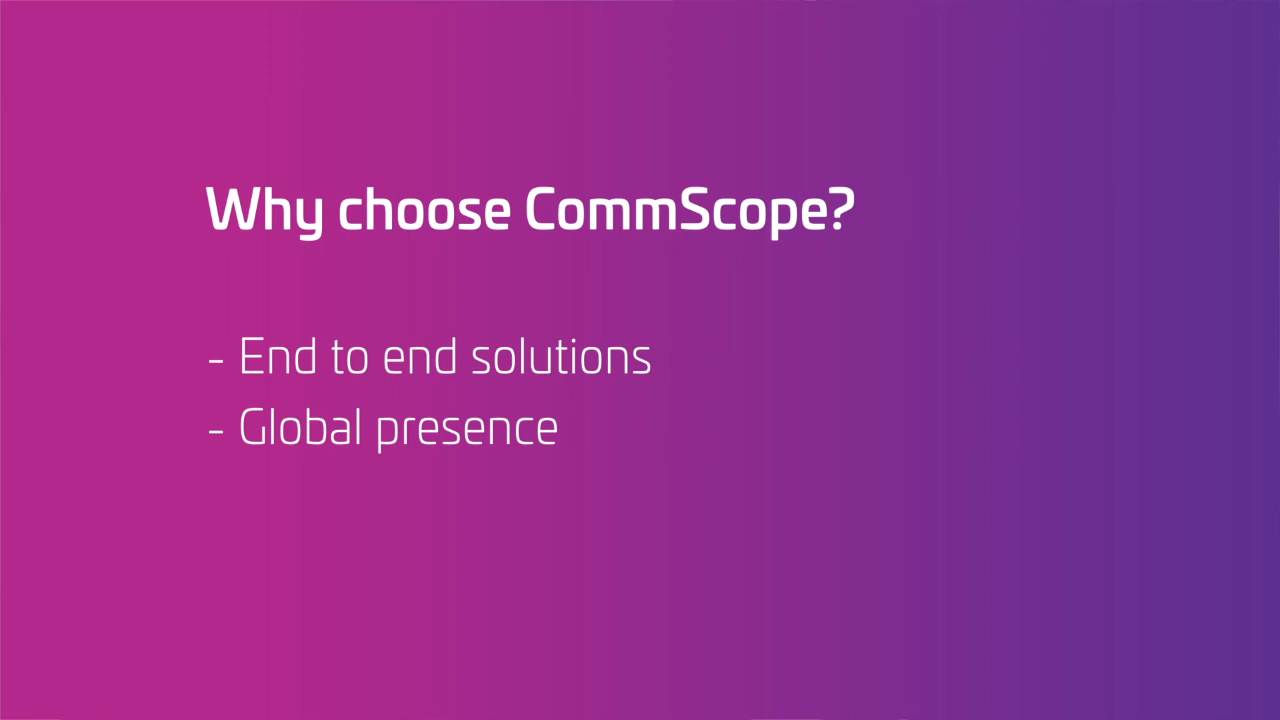 Why choose CommScope?
- End to end solutions
- Global presence